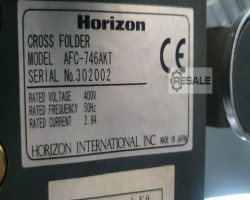 Horizon
CROSS FOLDER
MODEL AFC-746AKT
SERIAL No.302002
CE
RATED VOLTAGE 400V
RATED FREQUENCY 50Hz
RATED CURRENT 2.9A
HORIZON INTERNATIONAL INC. MADE IN JAPAN
RESALE